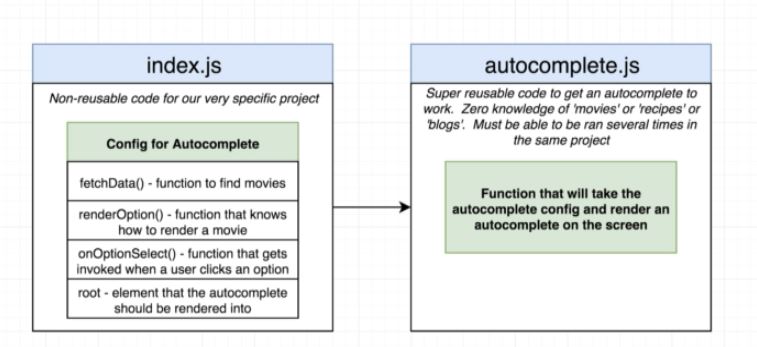 index.js
Non-reusable code for our very specific project
Config for Autocomplete
fetchData() - function to find movies
renderOption() - function that knows
how to render a movie
onOptionSelect() - function that gets
invoked when a user clicks an option
root - element that the autocomplete
should be rendered into
autocomplete.js
Super reusable code to get an autocomplete to
work. Zero knowledge of 'movies' or 'recipes' or
'blogs'. Must be able to be ran several times in
the same project
Function that will take the
autocomplete config and render an
autocomplete on the screen